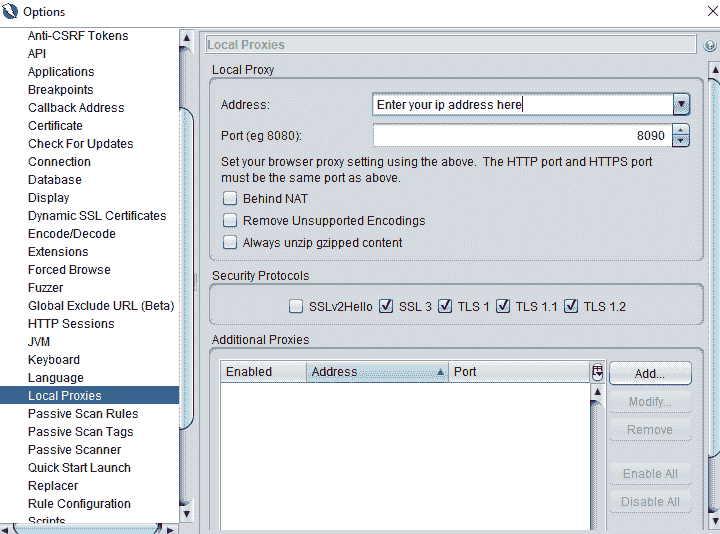 Options
Anti-CSRF Tokens
API
Applications
Breakpoints
Callback Address
Certificate
Check For Updates
Connection
Database
Display
Dynamic SSL Certificates
Encode/Decode
Extensions
Forced Browse
Fuzzer
Global Exclude URL (Beta)
HTTP Sessions
JVM
Keyboard
Language
Local Proxies
Passive Scan Rules
Passive Scan Tags
Passive Scanner
Quick Start Launch
Replacer
Rule Configuration
Scripts
Local Proxies
Local Proxy
Address: Enter your ip address here
Port (eg 8080): 8090
Set your browser proxy setting using the above. The HTTP port and HTTPS port
must be the same port as above.
Behind NAT
Remove Unsupported Encodings
Always unzip gzipped content
Security Protocols
SSLv2Hello SSL 3 TLS 1 TLS 1.1 TLS 1.2
Additional Proxies
Enabled Address Port
Add...
Modify...
Remove
Enable All
Disable All